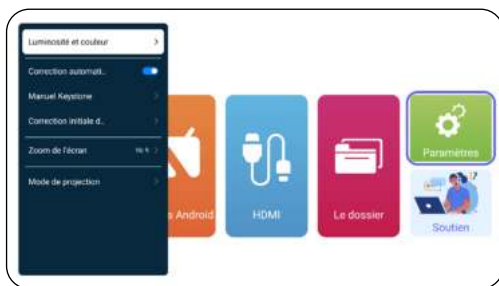 Luminosité et couleur
Correction automati..
Manuel Keystone
Correction initiale d..
Zoom de l'écran
Mode de projection
s Android
HDMI
Le dossier
Paramètres
Soutien